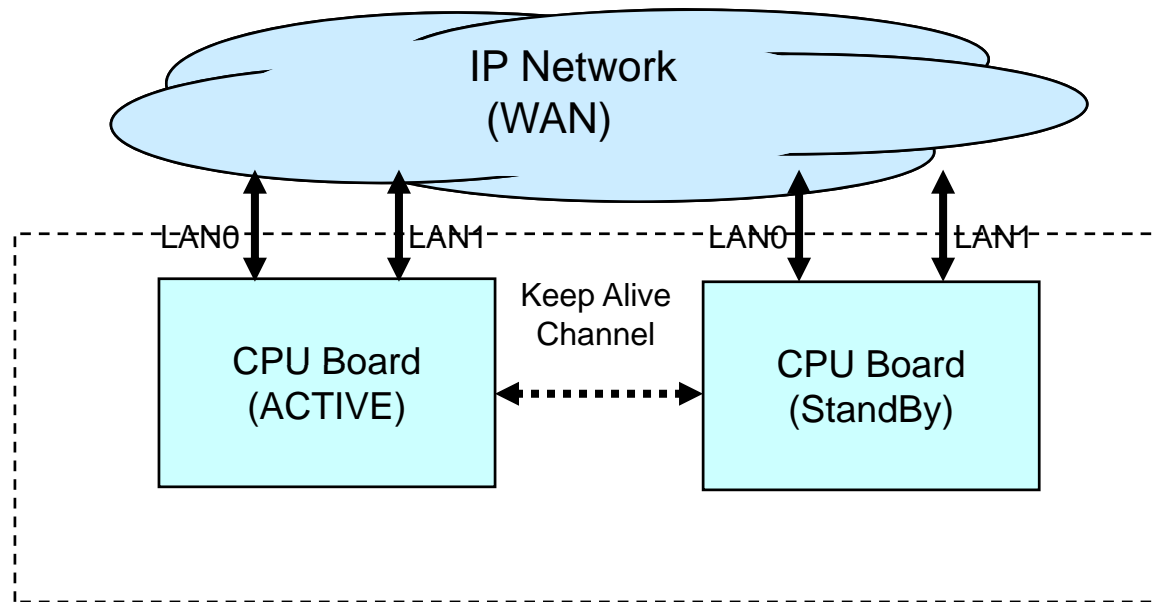 IP Network
(WAN)
LAN0
LAN1
LAN0
LAN1
Keep Alive
Channel
CPU Board
(ACTIVE)
CPU Board
(StandBy)